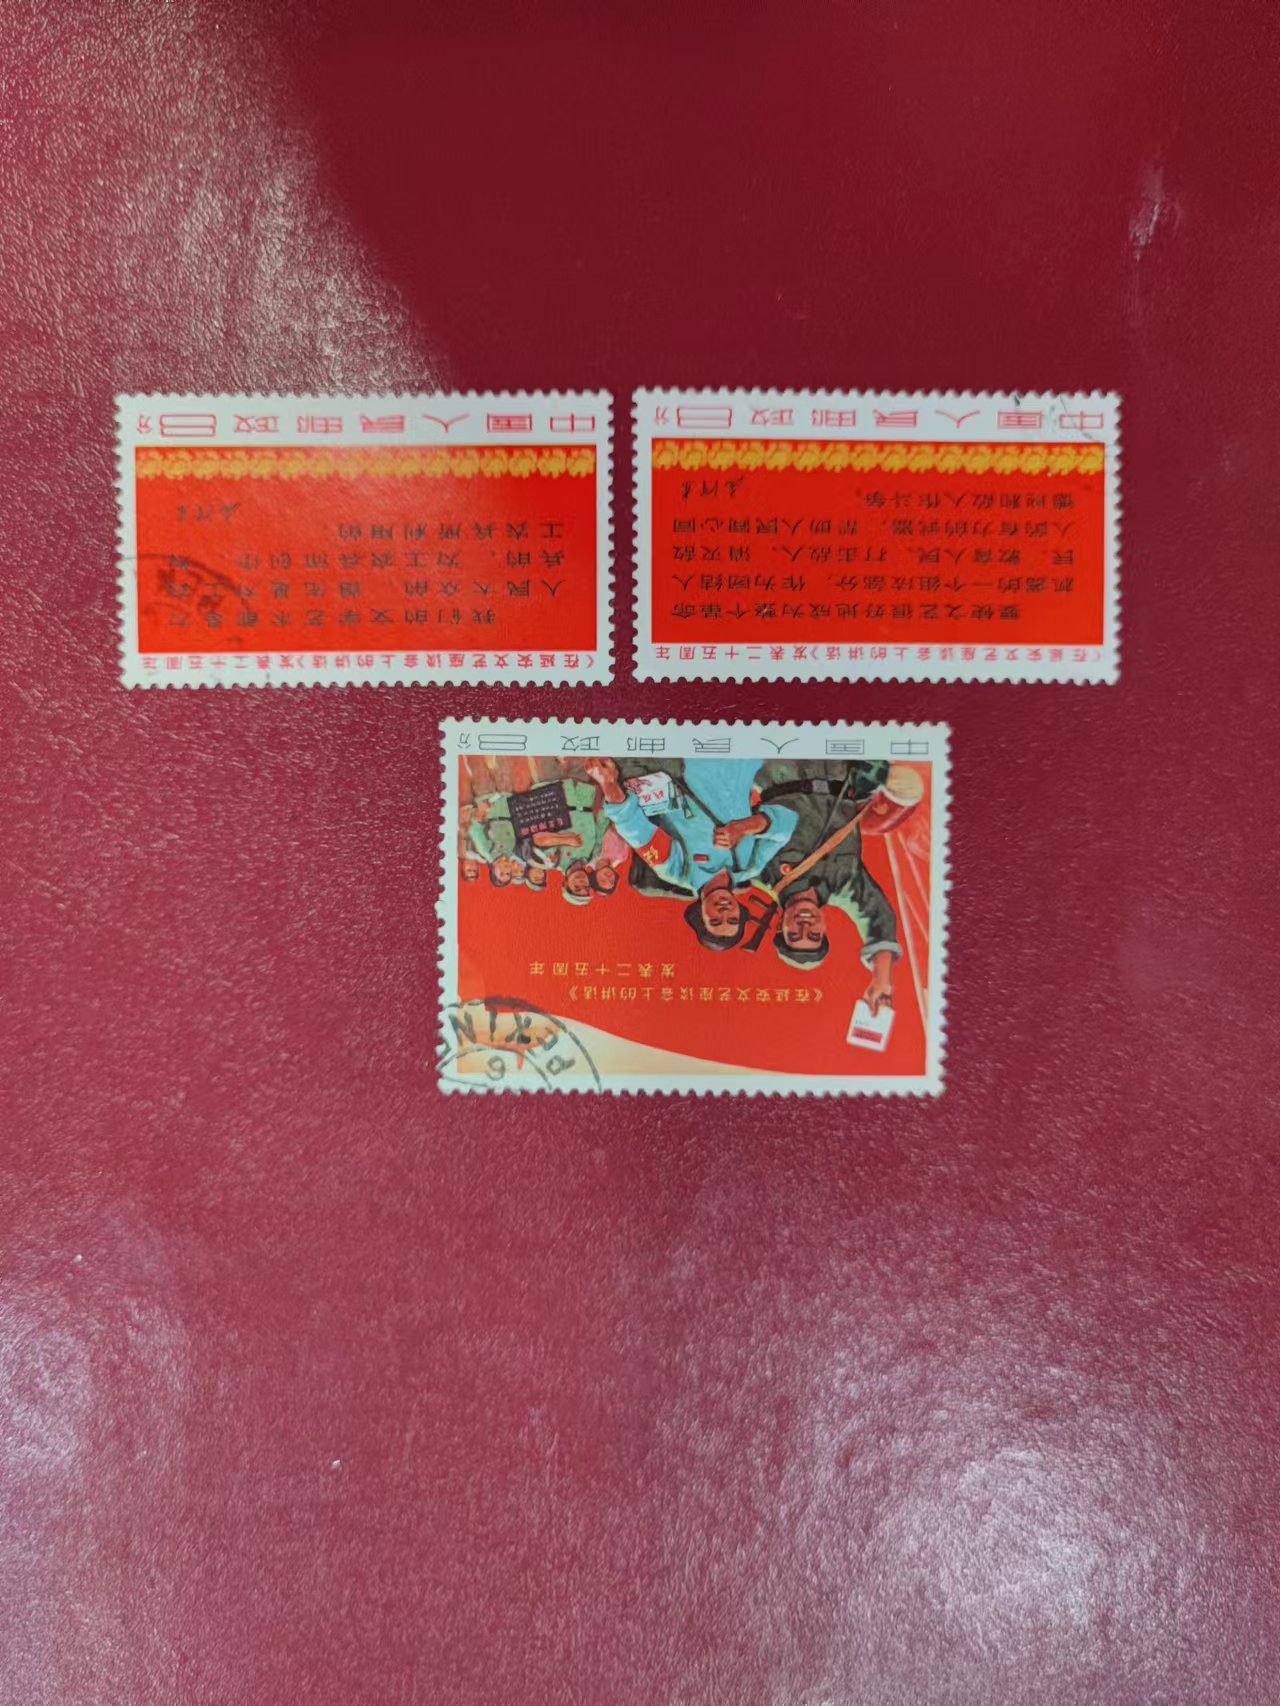 《在延安文艺座谈会上的讲话》
发表二十五周年
中国人民邮政 8分
《在延安文艺座谈会上的讲话》发表二十五周年
要使文艺很好地成为整个革命
机器的一个组成部分，作为团结人
民、教育人民、打击敌人、消灭敌
人的有力的武器，帮助人民同心同
德地和敌人作斗争。
毛泽东
中国人民邮政 8分
《在延安文艺座谈会上的讲话》发表二十五周年
我们的文学艺术都是为
人民大众的，首先是为工农
兵的，为工农兵而创作，为
工农兵所利用的。
毛泽东
中国人民邮政 8分